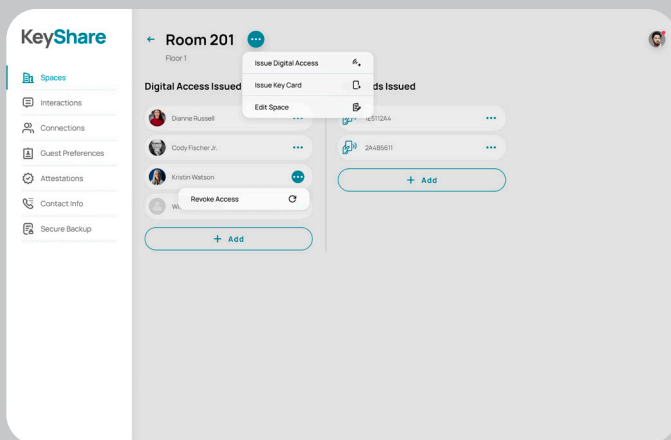 KeyShare
Spaces
Interactions
Connections
Guest Preferences
Attestations
Contact Info
Secure Backup
← Room 201
Floor 1
Issue Digital Access
Issue Key Card
Edit Space
Digital Access Issued
ds Issued
Dianne Russell
Cody Fischer Jr.
Kristin Watson
Revoke Access
+ Add
1E5112A4
2A4B5611
+ Add